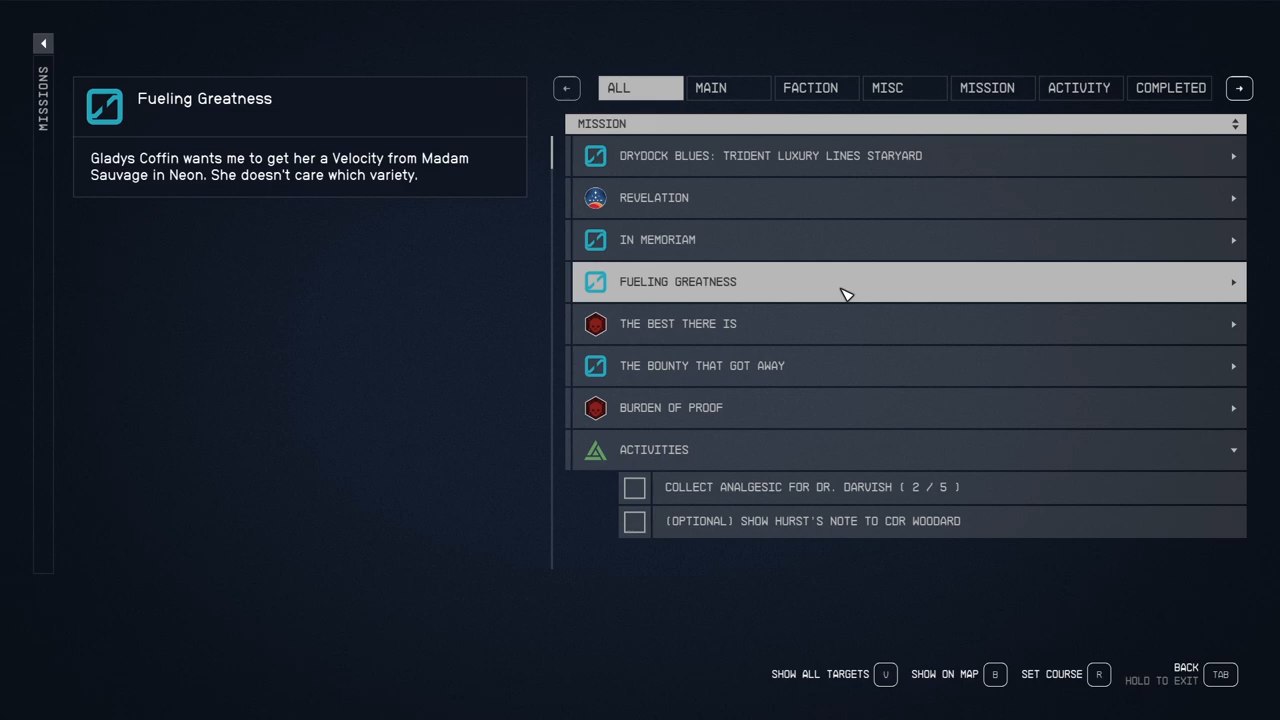 MISSIONS
Fueling Greatness
Gladys Coffin wants me to get her a Velocity from Madam
Sauvage in Neon. She doesn't care which variety.
ALL
MAIN
FACTION
MISC
MISSION
ACTIVITY
COMPLETED
MISSION
DRYDOCK BLUES: TRIDENT LUXURY LINES STARYARD
REVELATION
IN MEMORIAM
FUELING GREATNESS
THE BEST THERE IS
THE BOUNTY THAT GOT AWAY
BURDEN OF PROOF
ACTIVITIES
COLLECT ANALGESIC FOR DR. DARVISH ( 2 / 5 )
(OPTIONAL) SHOW HURST'S NOTE TO CDR WOODARD
SHOW ALL TARGETS V
SHOW ON MAP B
SET COURSE R
BACK
HOLD TO EXIT TAB